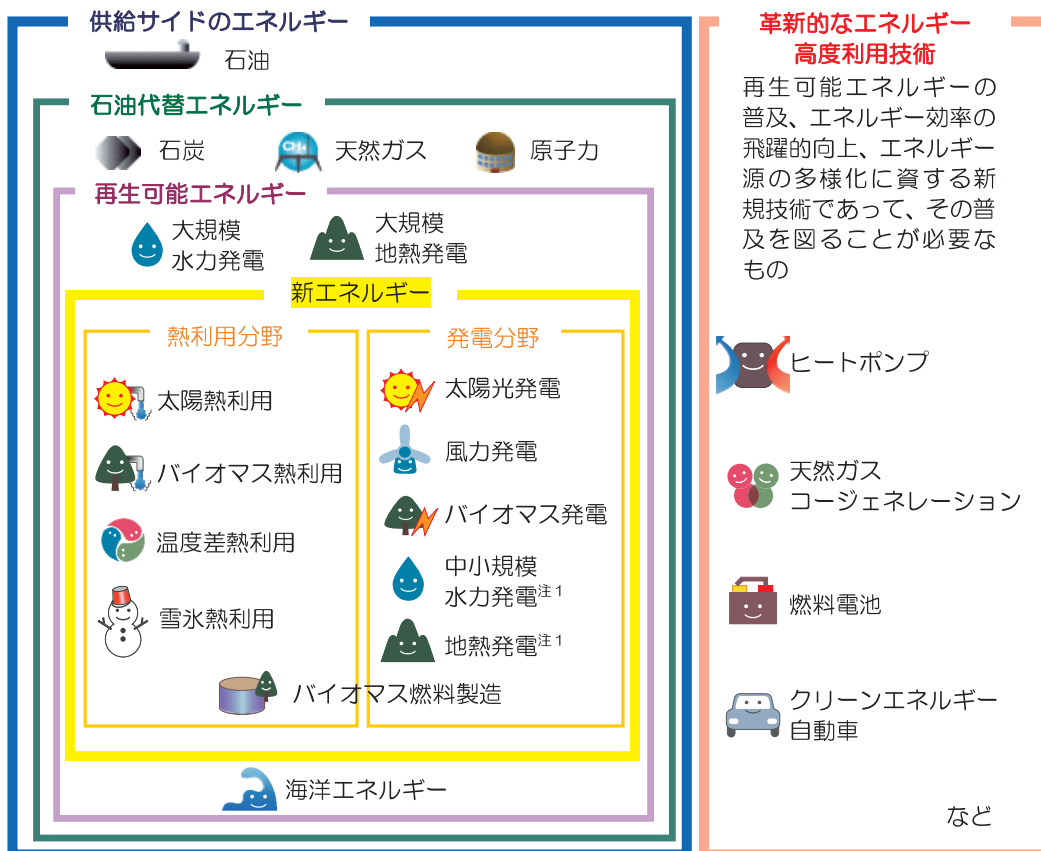 供給サイドのエネルギー
石油
石油代替エネルギー
石炭
CH₄
天然ガス
原子力
再生可能エネルギー
大規模
水力発電
大規模
地熱発電
新エネルギー
熱利用分野
太陽熱利用
バイオマス熱利用
温度差熱利用
雪氷熱利用
発電分野
太陽光発電
風力発電
バイオマス発電
中小規模
水力発電注1
地熱発電注1
バイオマス燃料製造
海洋エネルギー
革新的なエネルギー
高度利用技術
再生可能エネルギーの
普及、エネルギー効率の
飛躍的向上、エネルギー
源の多様化に資する新
規技術であって、その普
及を図ることが必要な
もの
ヒートポンプ
天然ガス
コージェネレーション
燃料電池
クリーンエネルギー
自動車
など